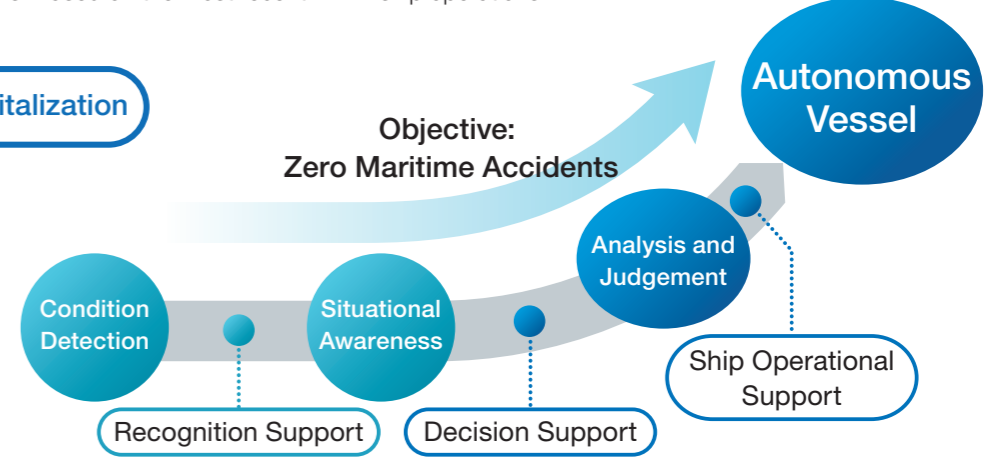 italization
Objective:
Zero Maritime Accidents
Autonomous
Vessel
Condition
Detection
Situational
Awareness
Analysis and
Judgement
Recognition Support
Decision Support
Ship Operational
Support